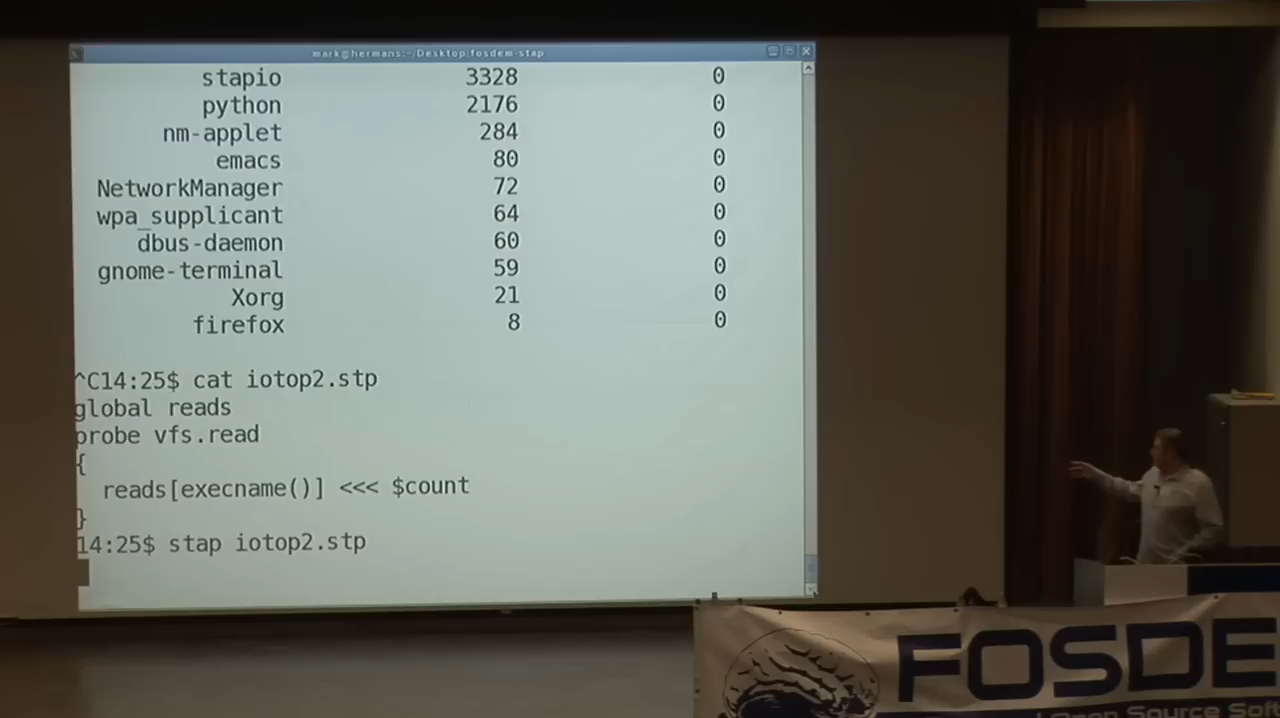 mark@hermans:~/Desktop/fosdem-stap
stapio 3328 0
python 2176 0
nm-applet 284 0
emacs 80 0
NetworkManager 72 0
wpa_supplicant 64 0
dbus-daemon 60 0
gnome-terminal 59 0
Xorg 21 0
firefox 8 0
^C14:25$ cat iotop2.stp
global reads
probe vfs.read
{
reads[execname()] <<< $count
}
14:25$ stap iotop2.stp
FOSDE
Open Source Soft